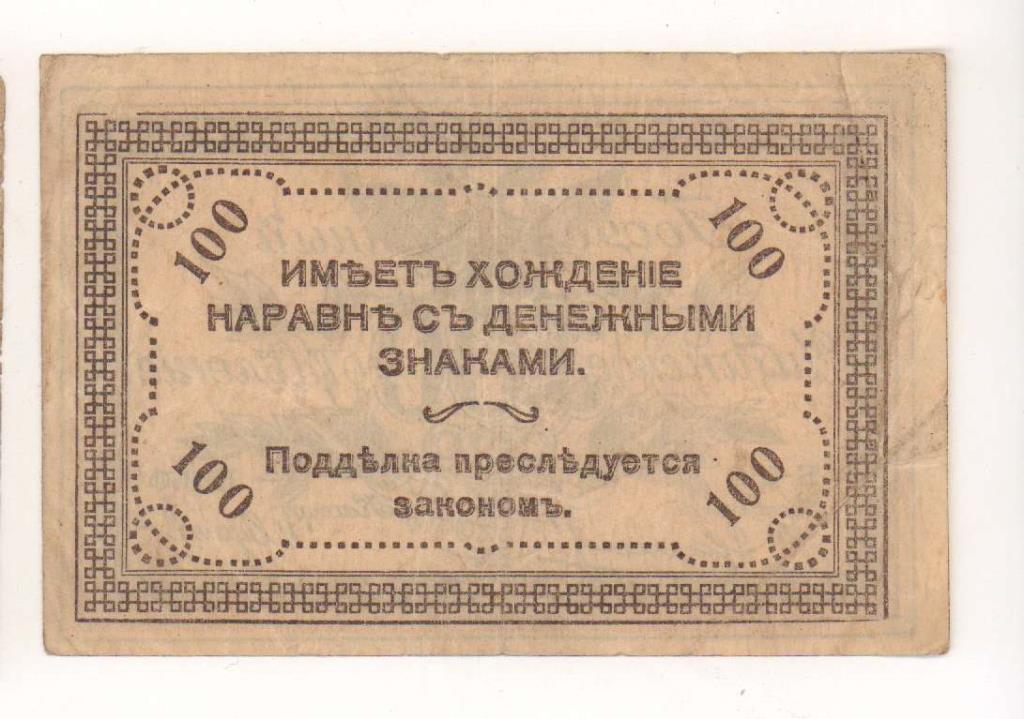 100 100
ИМѢЕТЪ ХОЖДЕНІЕ
НАРАВНѢ СЪ ДЕНЕЖНЫМИ
ЗНАКАМИ.
Поддѣлка преслѣдуется
закономъ.
100 100